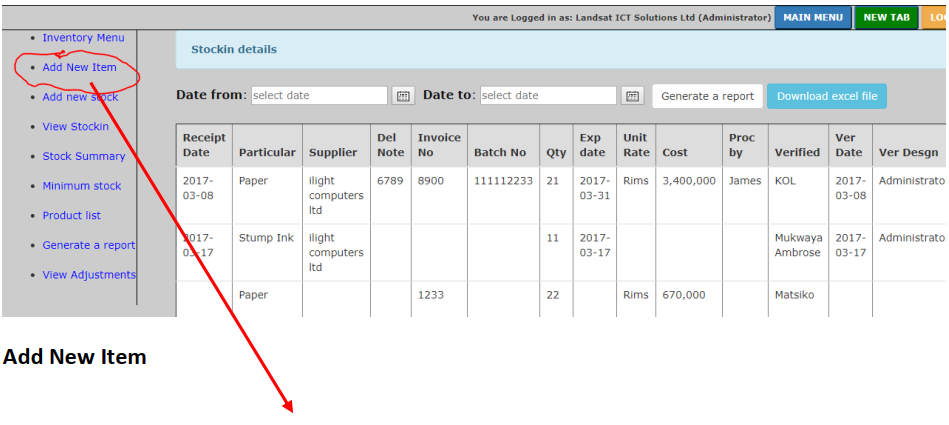 You are Logged in as: Landsat ICT Solutions Ltd (Administrator) MAIN MENU NEW TAB LO
Inventory Menu
Add New Item
Add new stock
View Stockin
Stock Summary
Minimum stock
Product list
Generate a report
View Adjustments
Stockin details
Date from: select date Date to: select date Generate a report Download excel file
Receipt Date Particular Supplier Del Note Invoice No Batch No Qty Exp date Unit Rate Cost Proc by Verified Ver Date Ver Desgn
2017-03-08 Paper ilight computers ltd 6789 8900 111112233 21 2017-03-31 Rims 3,400,000 James KOL 2017-03-08 Administrato
2017-03-17 Stump Ink ilight computers ltd 11 2017-03-17 Mukwaya Ambrose 2017-03-17 Administrato
Paper 1233 22 Rims 670,000 Matsiko
Add New Item